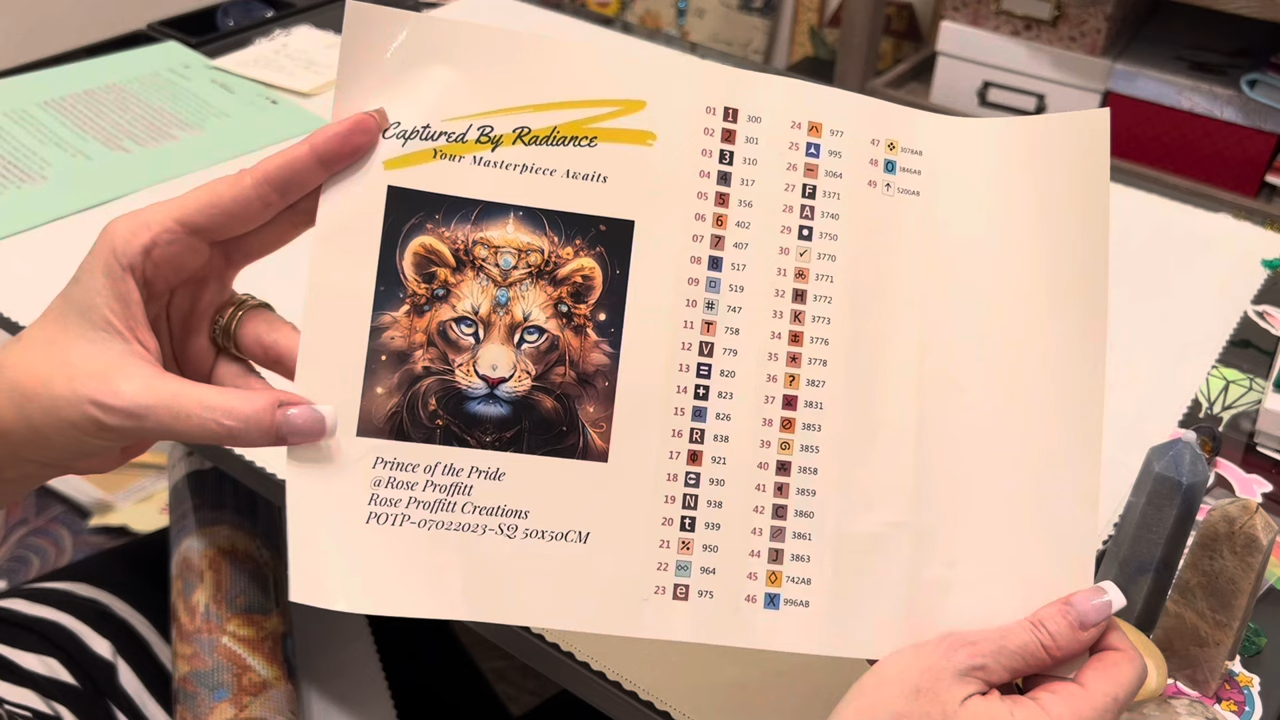 Captured By Radiance
Your Masterpiece Awaits
Prince of the Pride
@Rose Proffitt
Rose Proffitt Creations
POTP-07022023-SQ 50x50CM
01 1 300
02 2 301
03 3 310
04 4 317
05 5 356
06 6 402
07 7 407
08 8 517
09 519
10 # 747
11 T 758
12 V 779
13 = 820
14 + 823
15 a 826
16 R 838
17 Φ 921
18 C 930
19 N 938
20 t 939
21 % 950
22 964
23 e 975
24 977
25 995
26 − 3064
27 F 3371
28 A 3740
29 ● 3750
30 ✓ 3770
31 3771
32 H 3772
33 K 3773
34 ⚓ 3776
35 ★ 3778
36 ? 3827
37 3831
38 3853
39 3855
40 3858
41 3859
42 C 3860
43 3861
44 J 3863
45 ◇ 742AB
46 X 996AB
47 3078AB
48 O 3846AB
49 ↑ 5200AB